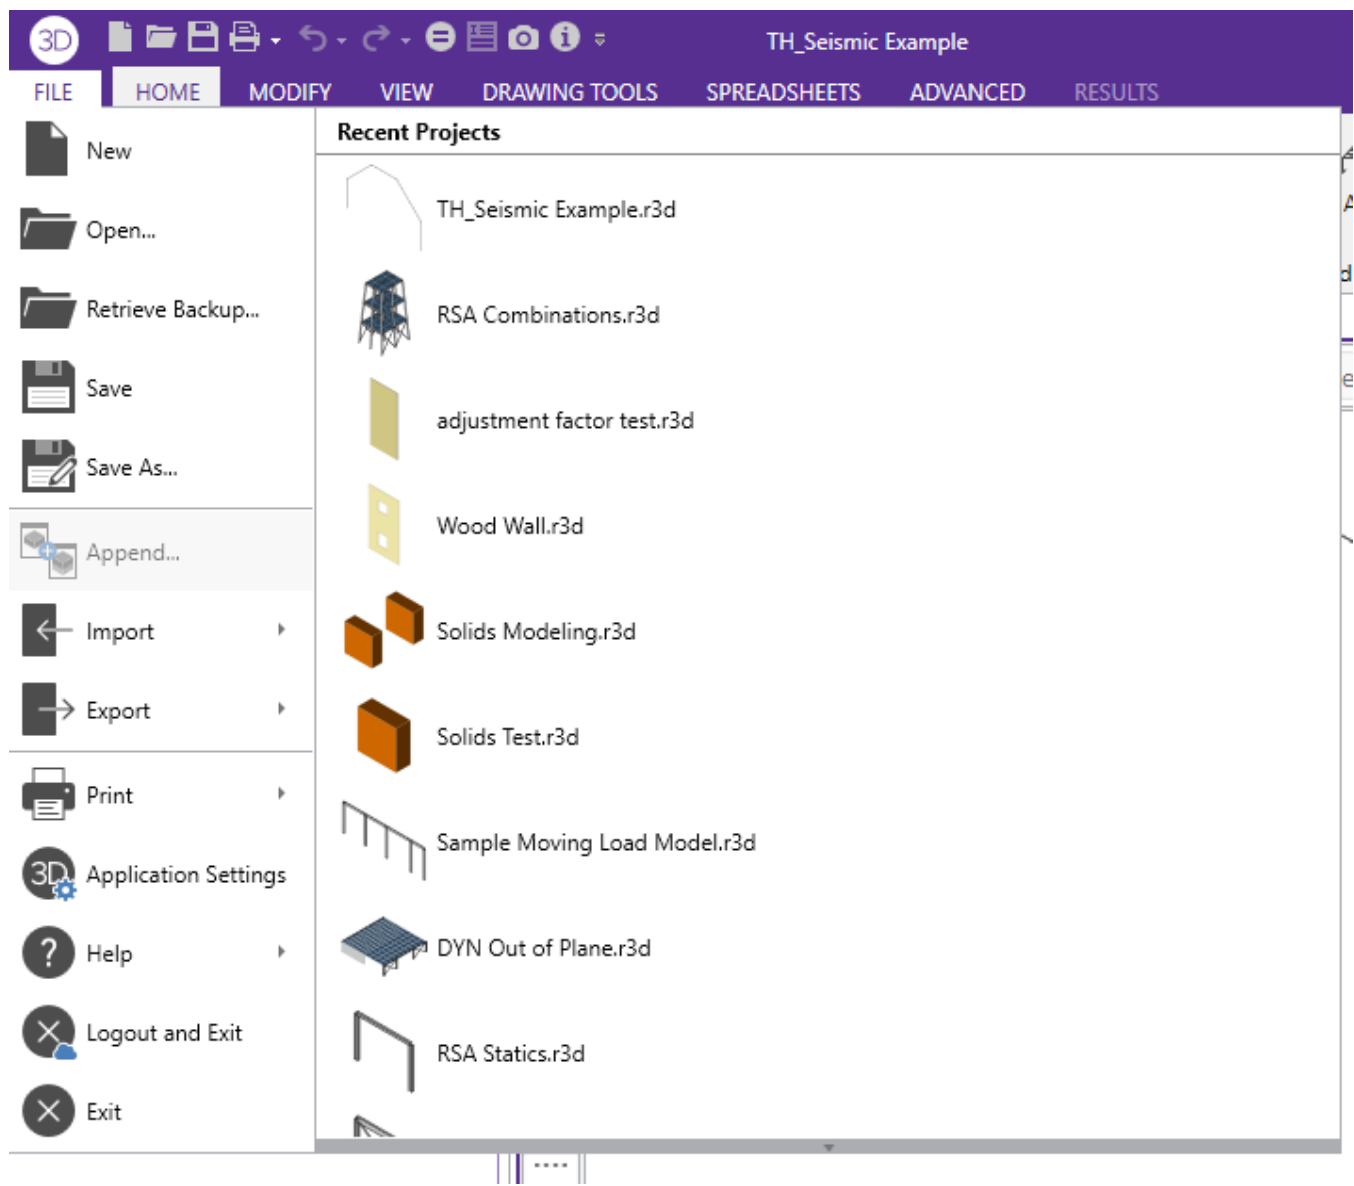 3D
TH_Seismic Example
FILE HOME MODIFY VIEW DRAWING TOOLS SPREADSHEETS ADVANCED RESULTS
Recent Projects
New
Open...
Retrieve Backup...
Save
Save As...
Append...
Import
Export
Print
3D Application Settings
? Help
Logout and Exit
Exit
TH_Seismic Example.r3d
RSA Combinations.r3d
adjustment factor test.r3d
Wood Wall.r3d
Solids Modeling.r3d
Solids Test.r3d
Sample Moving Load Model.r3d
DYN Out of Plane.r3d
RSA Statics.r3d